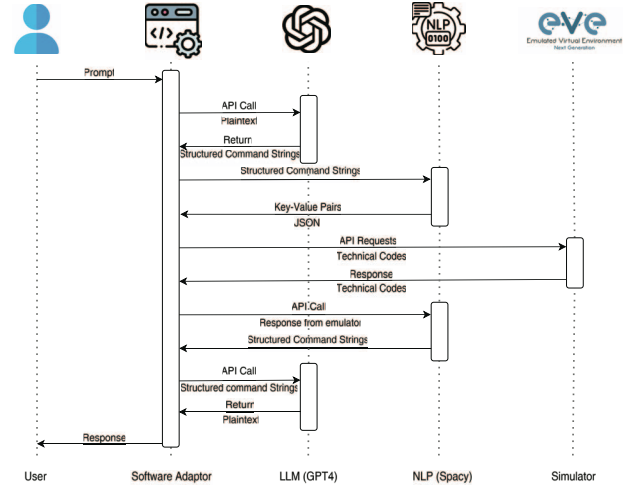 </>
NLP
0100
eve
Emulated Virtual Environment
Next Generation
Prompt
API Call
Plaintext
Return
Structured Command Strings
Structured Command Strings
Key-Value Pairs
JSON
API Requests
Technical Codes
Response
Technical Codes
API Call
Response from emulator
Structured Command Strings
API Call
Structured command Strings
Return
Plaintext
Response
User
Software Adaptor
LLM (GPT4)
NLP (Spacy)
Simulator